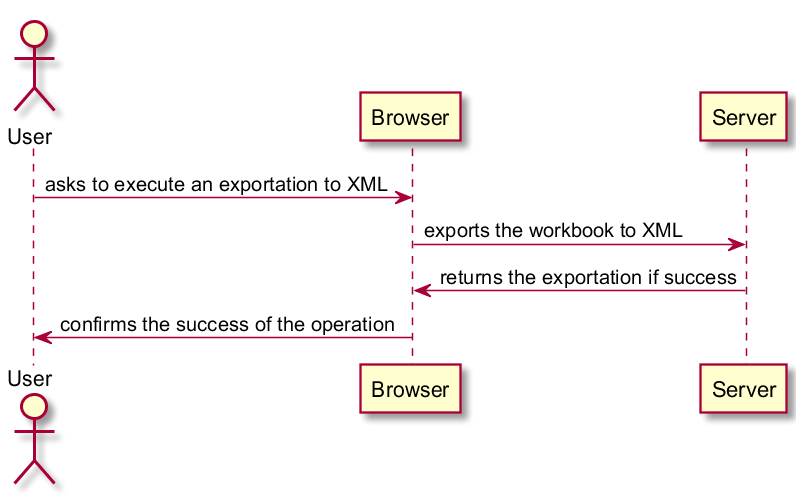 User
Browser
Server
asks to execute an exportation to XML
exports the workbook to XML
returns the exportation if success
confirms the success of the operation
User
Browser
Server